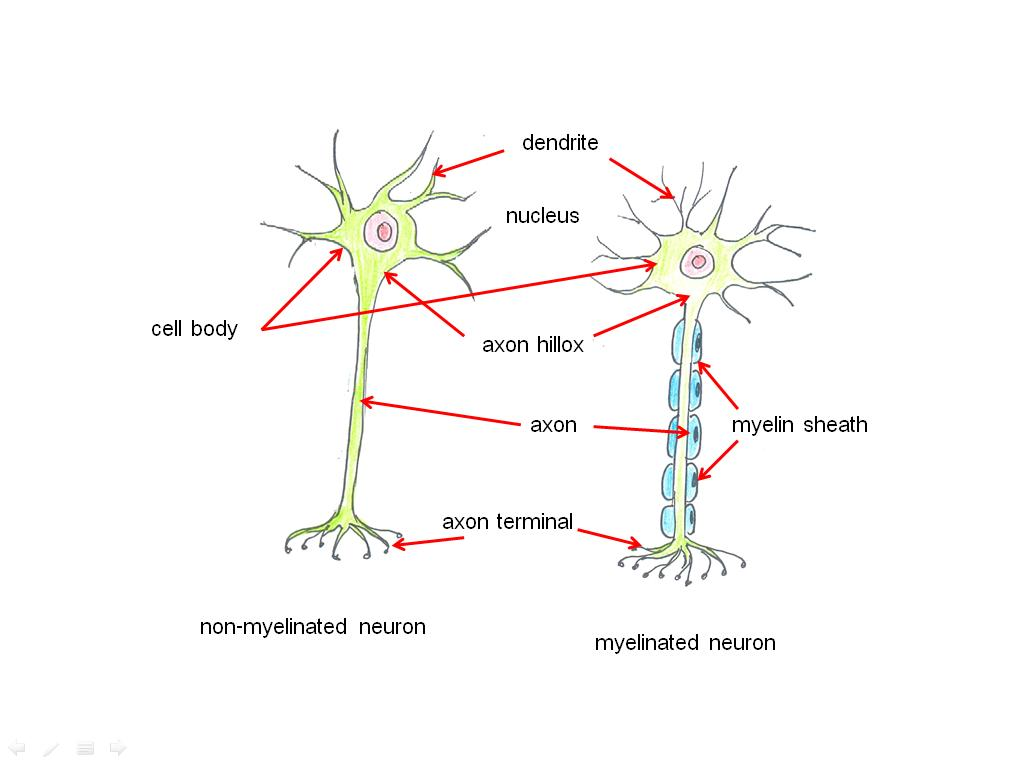 dendrite
nucleus
cell body
axon hillox
axon
myelin sheath
axon terminal
non-myelinated neuron
myelinated neuron